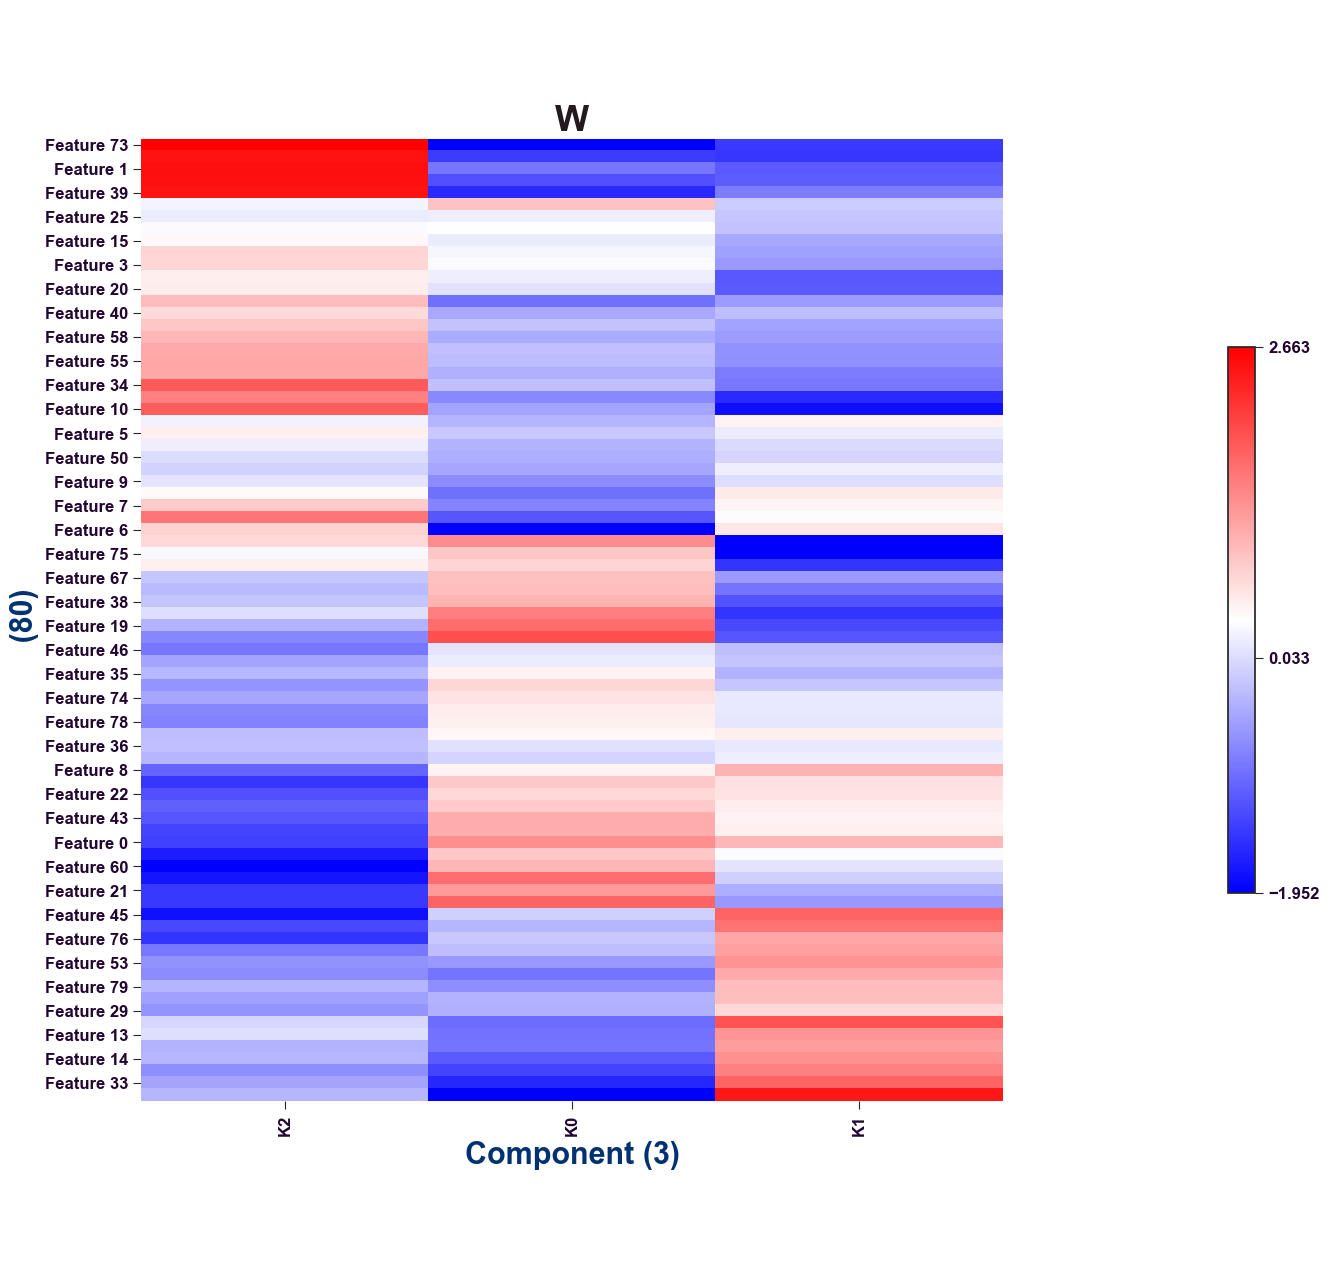 W
Feature 73
Feature 1
Feature 39
Feature 25
Feature 15
Feature 3
Feature 20
Feature 40
Feature 58
Feature 55
Feature 34
Feature 10
Feature 5
Feature 50
Feature 9
Feature 7
Feature 6
Feature 75
Feature 67
Feature 38
Feature 19
Feature 46
Feature 35
Feature 74
Feature 78
Feature 36
Feature 8
Feature 22
Feature 43
Feature 0
Feature 60
Feature 21
Feature 45
Feature 76
Feature 53
Feature 79
Feature 29
Feature 13
Feature 14
Feature 33
(80)
K2
K0
K1
Component (3)
2.663
0.033
−1.952